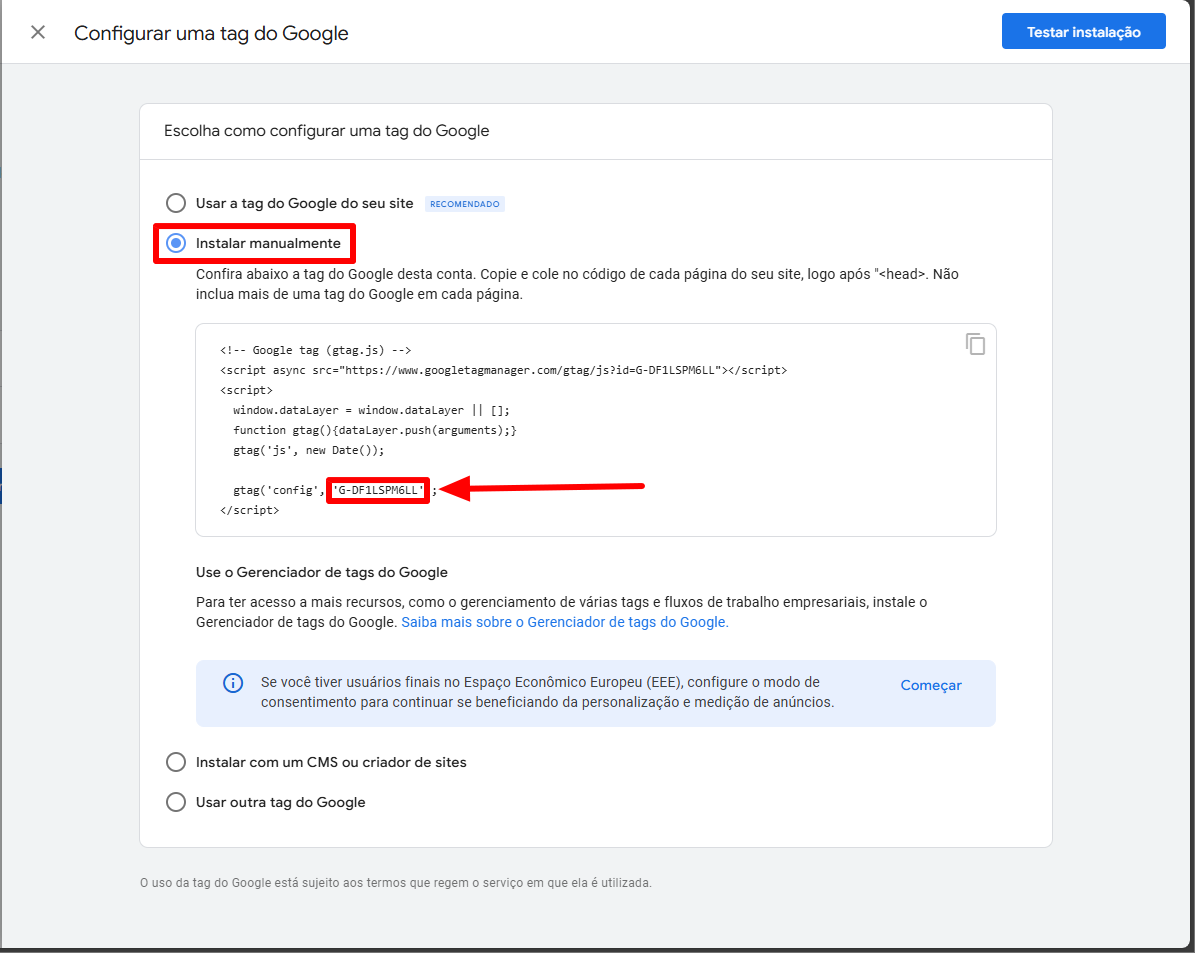 Configurar uma tag do Google
Testar instalação
Escolha como configurar uma tag do Google
Usar a tag do Google do seu site RECOMENDADO
Instalar manualmente
Confira abaixo a tag do Google desta conta. Copie e cole no código de cada página do seu site, logo após "<head>. Não
inclua mais de uma tag do Google em cada página.
<!-- Google tag (gtag.js) -->
<script async src="https://www.googletagmanager.com/gtag/js?id=G-DF1LSPM6LL"></script>
<script>
window.dataLayer = window.dataLayer || [];
function gtag(){dataLayer.push(arguments);}
gtag('js', new Date());
gtag('config', 'G-DF1LSPM6LL' ;
</script>
Use o Gerenciador de tags do Google
Para ter acesso a mais recursos, como o gerenciamento de várias tags e fluxos de trabalho empresariais, instale o
Gerenciador de tags do Google. Saiba mais sobre o Gerenciador de tags do Google.
Se você tiver usuários finais no Espaço Econômico Europeu (EEE), configure o modo de
consentimento para continuar se beneficiando da personalização e medição de anúncios.
Começar
Instalar com um CMS ou criador de sites
Usar outra tag do Google
O uso da tag do Google está sujeito aos termos que regem o serviço em que ela é utilizada.